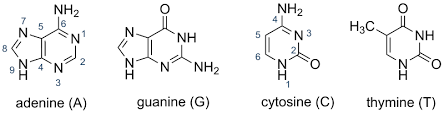 NH₂
N
6
5
7
N
1
8
N
H
9
4
N
3
2
adenine (A)
O
N
NH
N
H
N
NH₂
guanine (G)
NH₂
4
5
3
N
6
2
N
H
O
1
cytosine (C)
O
H₃C
NH
N
H
O
thymine (T)